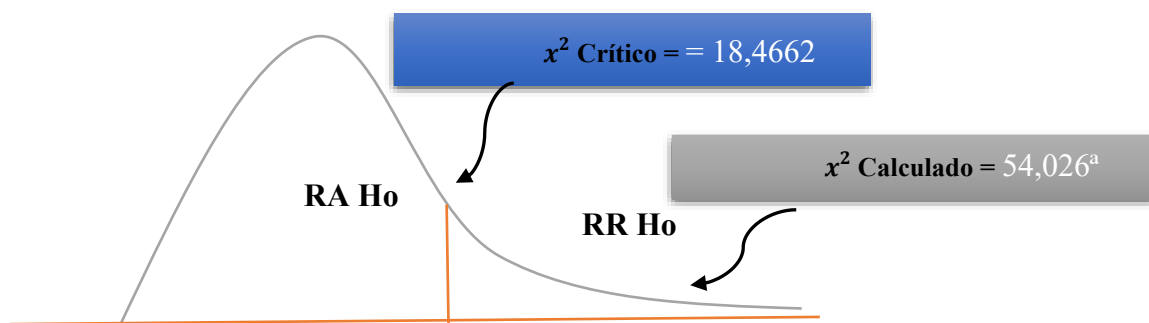 x² Crítico = = 18,4662
x² Calculado = 54,026ª
RA Ho
RR Ho